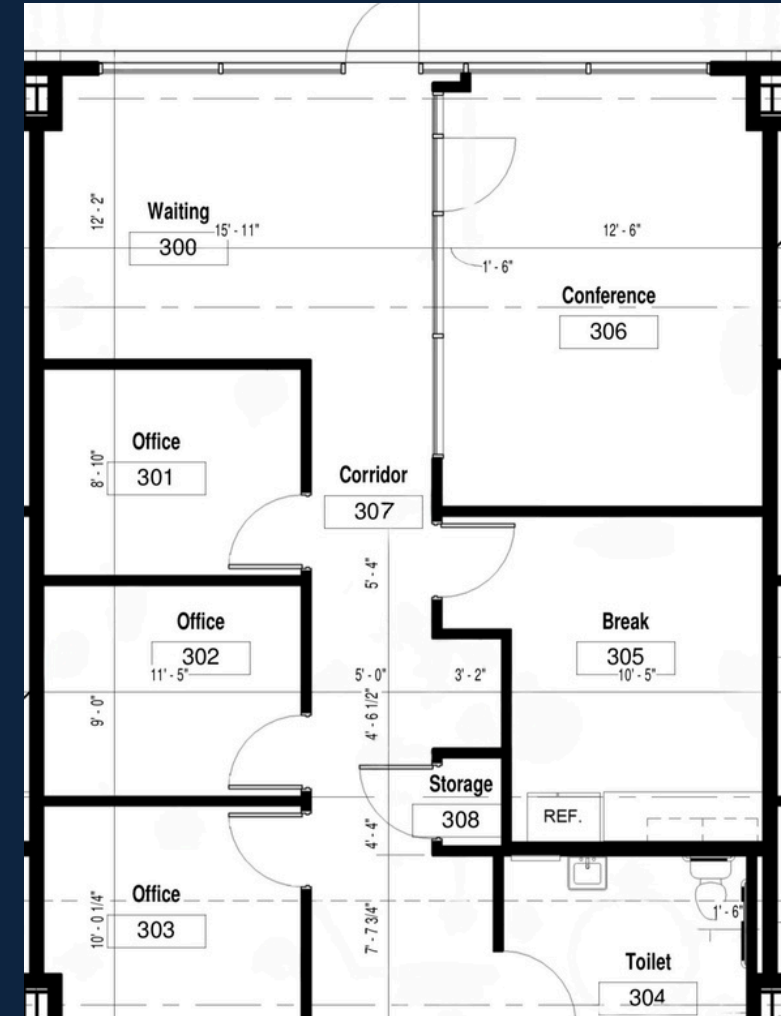 12' - 2"
Waiting
300
15' - 11"
12' - 6"
1' - 6"
Conference
306
Office
301
8' - 10"
Corridor
307
5' - 4"
Office
302
11' - 5"
9' - 0"
5' - 0"
3' - 2"
4' - 6 1/2"
Break
305
10' - 5"
Storage
308
REF.
4' - 4"
Office
303
10' - 0 1/4"
7' - 7 3/4"
1' - 6"
Toilet
304